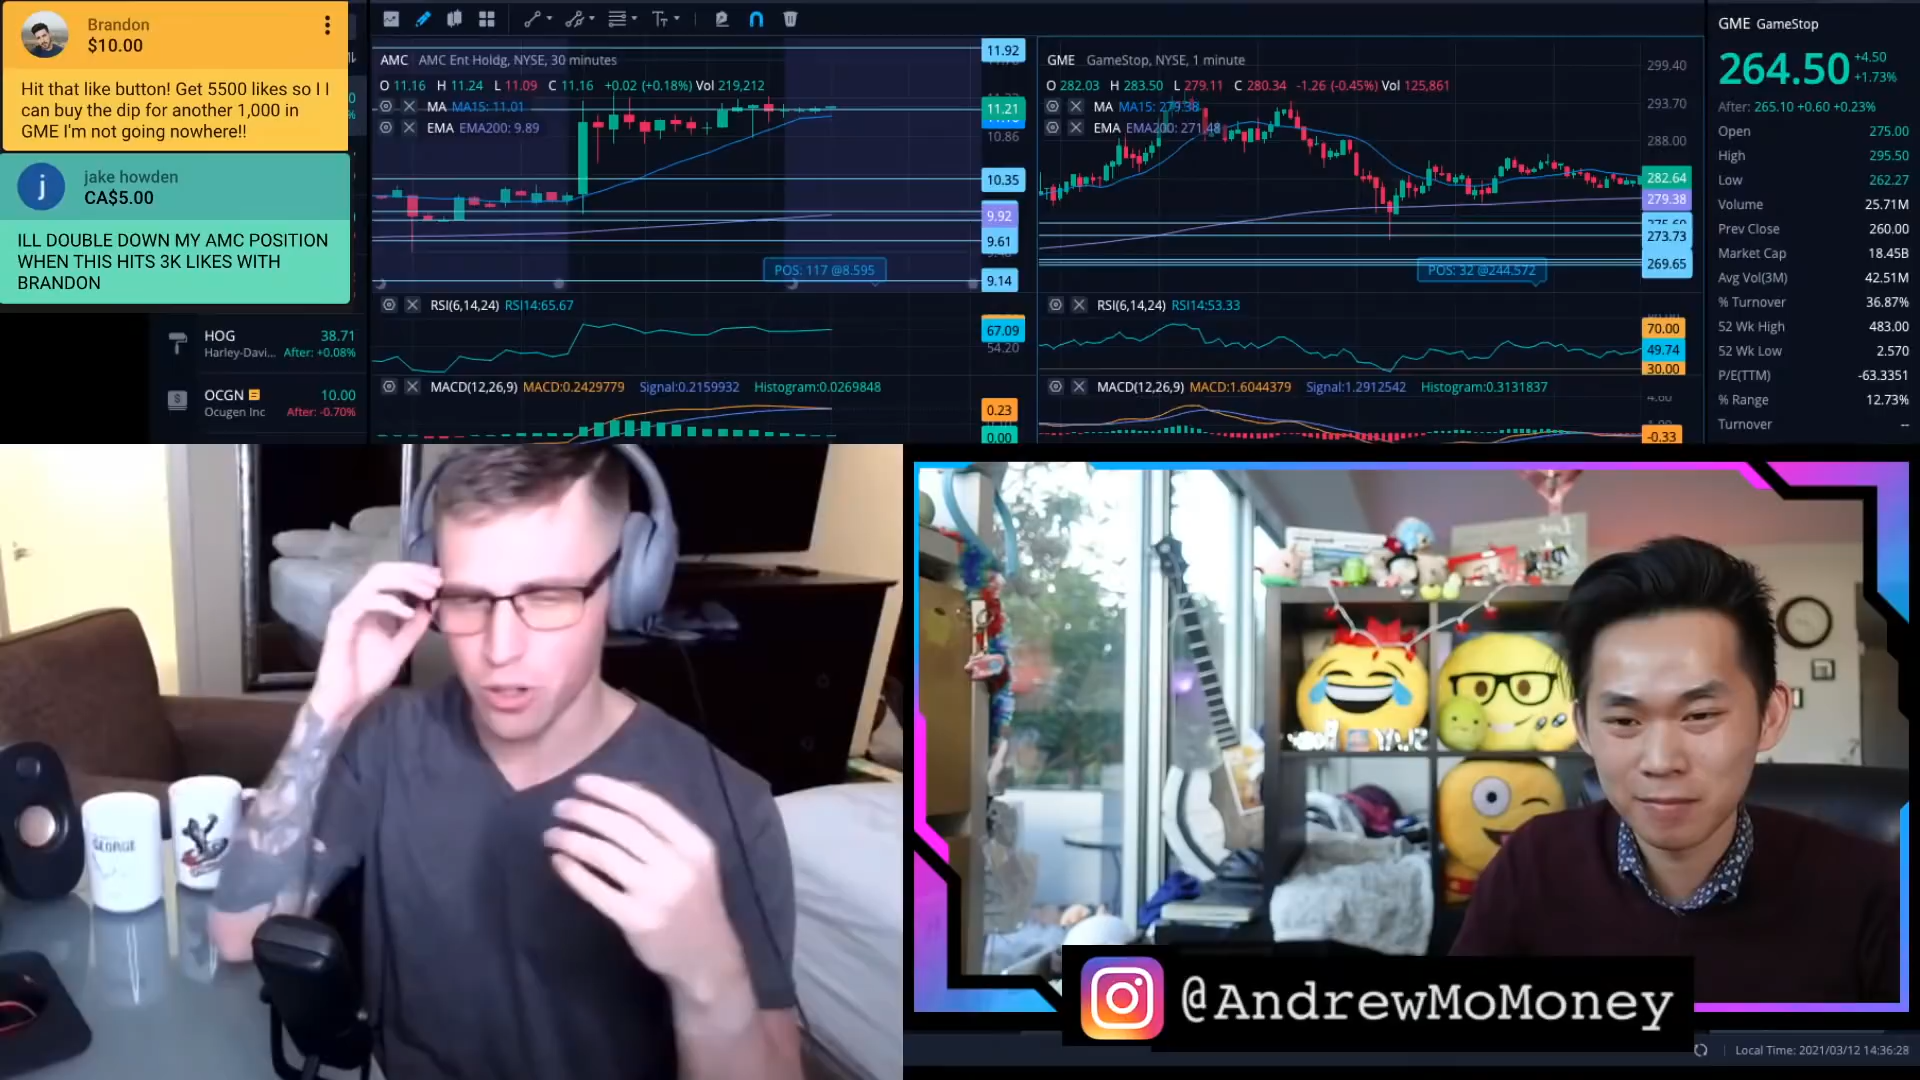 Brandon
$10.00
Hit that like button! Get 5500 likes so I I
can buy the dip for another 1,000 in
GME I'm not going nowhere!!
jake howden
CA$5.00
ILL DOUBLE DOWN MY AMC POSITION
WHEN THIS HITS 3K LIKES WITH
BRANDON
HOG 38.71
Harley-Davi... After: +0.08%
OCGN 10.00
Ocugen Inc After: -0.70%
AMC AMC Ent Holdg, NYSE, 30 minutes
O 11.16 H 11.24 L 11.09 C 11.16 +0.02 (+0.18%) Vol 219,212
MA MA15: 11.01
EMA EMA200: 9.89
POS: 117 @8.595
11.92
11.21
10.86
10.35
9.92
9.61
9.14
RSI(6,14,24) RSI14:65.67
67.09
54.20
MACD(12,26,9) MACD:0.2429779 Signal:0.2159932 Histogram:0.0269848
0.23
0.00
GME GameStop, NYSE, 1 minute
O 282.03 H 283.50 L 279.11 C 280.34 -1.26 (-0.45%) Vol 125,861
MA MA15: 279.38
EMA EMA200: 271.48
POS: 32 @244.572
299.40
293.70
288.00
282.64
279.38
275.60
273.73
269.65
RSI(6,14,24) RSI14:53.33
70.00
49.74
30.00
MACD(12,26,9) MACD:1.6044379 Signal:1.2912542 Histogram:0.3131837
-0.33
GME GameStop
264.50 +4.50
+1.73%
After: 265.10 +0.60 +0.23%
Open 275.00
High 295.50
Low 262.27
Volume 25.71M
Prev Close 260.00
Market Cap 18.45B
Avg Vol(3M) 42.51M
% Turnover 36.87%
52 Wk High 483.00
52 Wk Low 2.570
P/E(TTM) -63.3351
% Range 12.73%
Turnover --
GEORGE
@AndrewMoMoney
Local Time: 2021/03/12 14:36:28